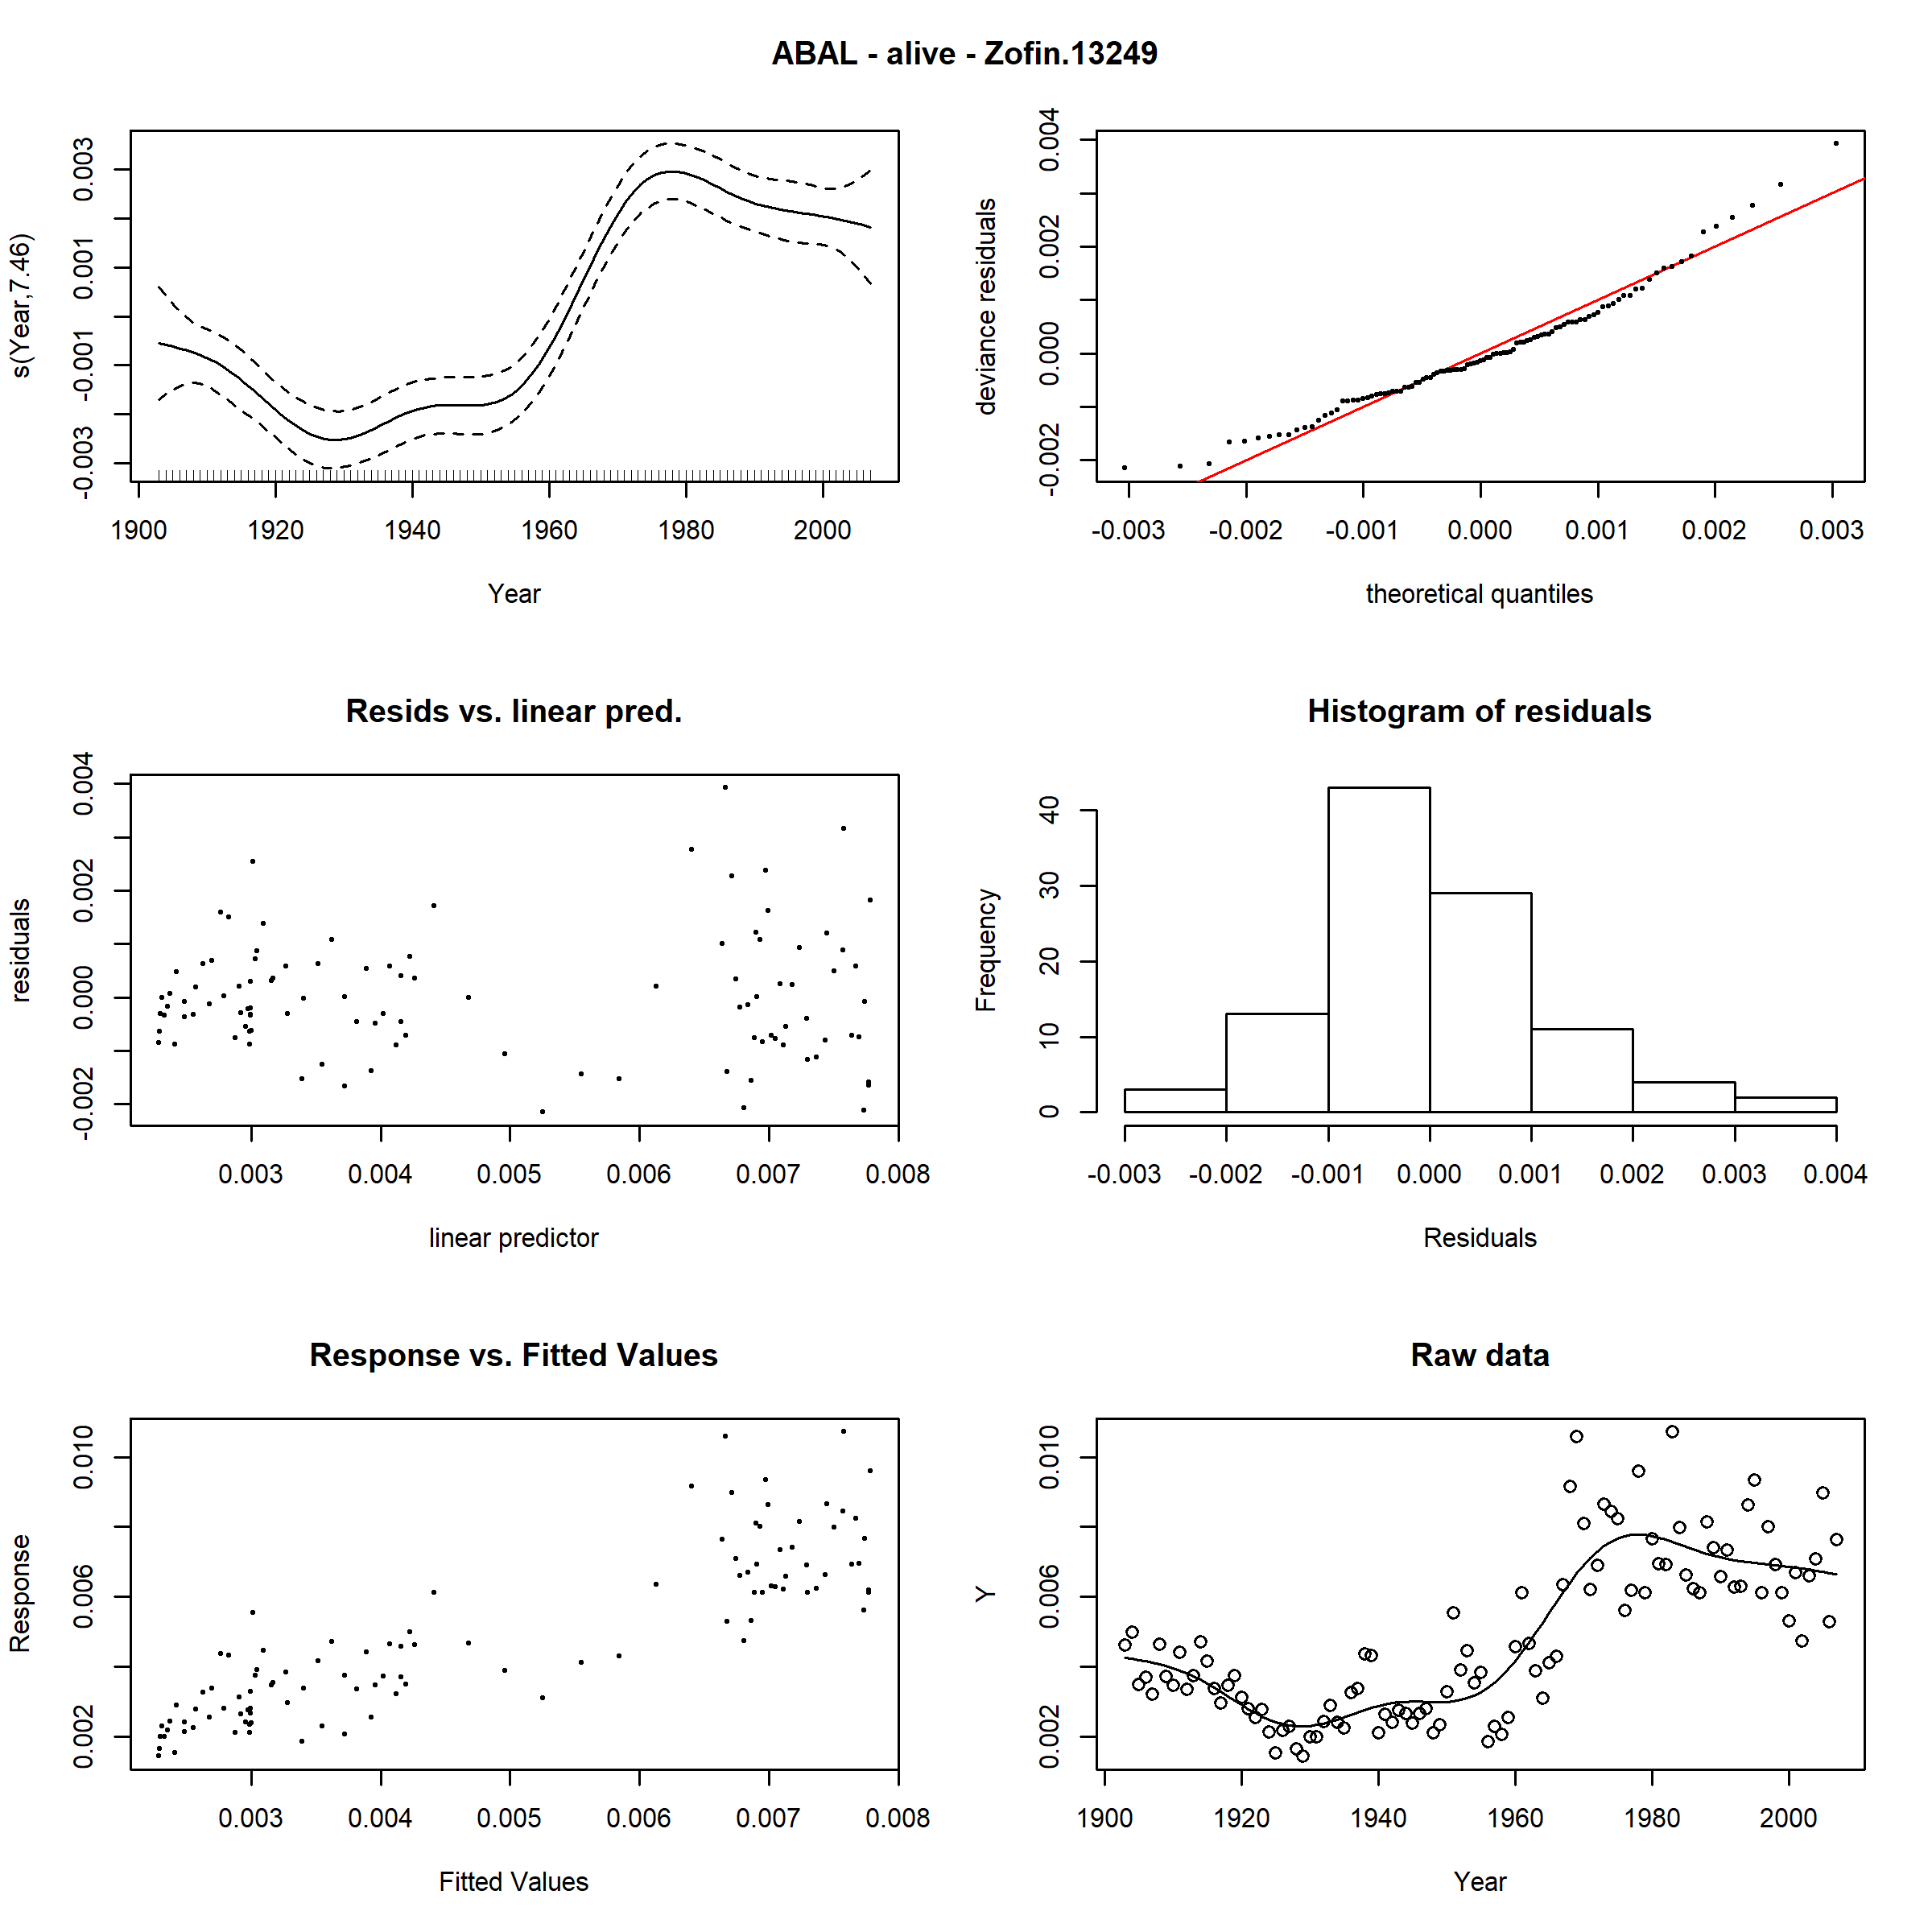 ABAL - alive - Zofin.13249
s(Year,7.46)
0.003
0.001
-0.001
-0.003
1900 1920 1940 1960 1980 2000
Year
deviance residuals
0.004
0.002
0.000
-0.002
-0.003 -0.002 -0.001 0.000 0.001 0.002 0.003
theoretical quantiles
Resids vs. linear pred.
residuals
0.004
0.002
0.000
-0.002
0.003 0.004 0.005 0.006 0.007 0.008
linear predictor
Histogram of residuals
Frequency
40
30
20
10
0
-0.003 -0.002 -0.001 0.000 0.001 0.002 0.003 0.004
Residuals
Response vs. Fitted Values
Response
0.010
0.006
0.002
0.003 0.004 0.005 0.006 0.007 0.008
Fitted Values
Raw data
Y
0.010
0.006
0.002
1900 1920 1940 1960 1980 2000
Year